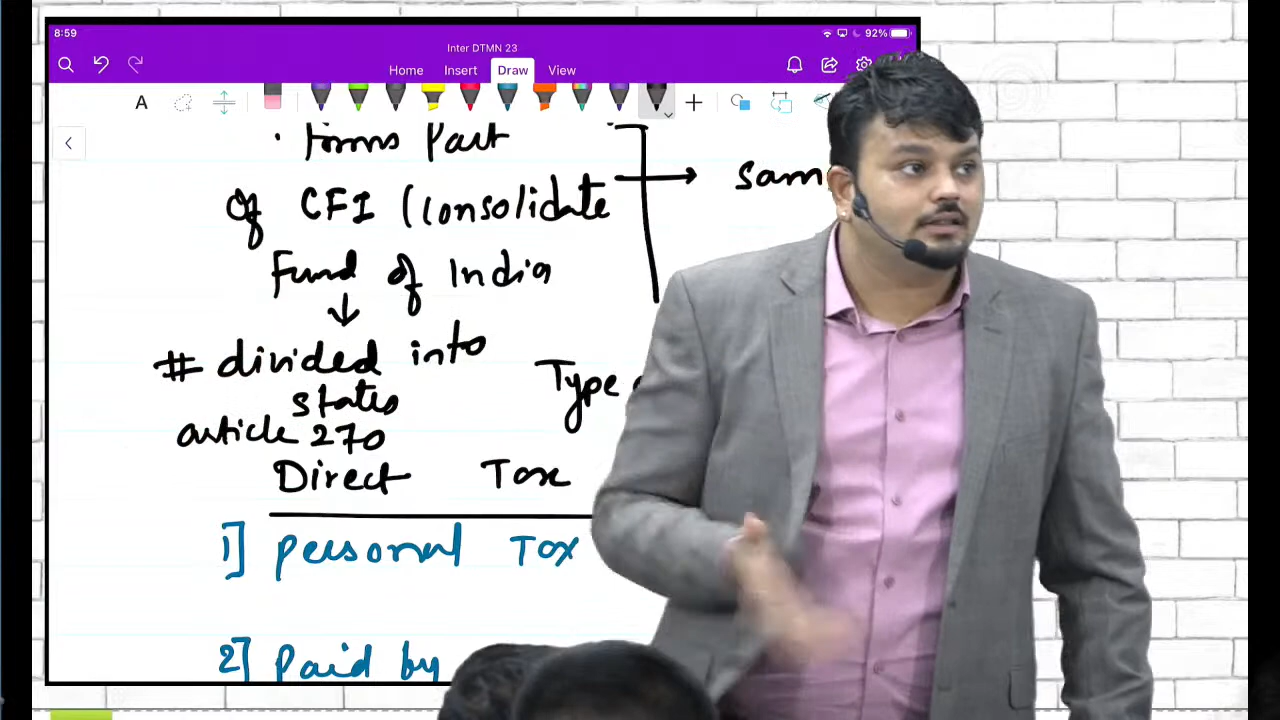 8:59
92%
Inter DTMN 23
Home Insert Draw View
A
forms Part
of CFI (Consolidate
Fund of India
# divided into
states
article 270
Type
Direct Tax
1] Personal Tax
2] Paid by